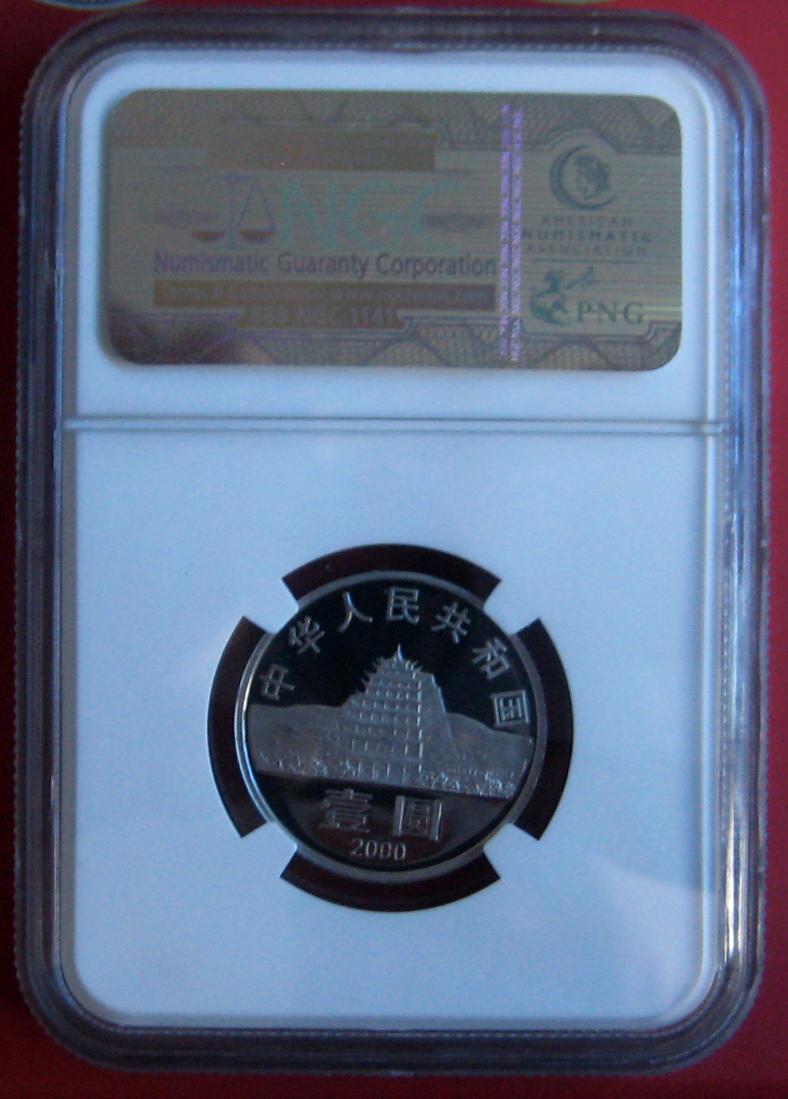 NGC
Numismatic Guaranty Corporation
AMERICAN
NUMISMATIC
ASSOCIATION
PNG
中华人民共和国
壹圆
2000